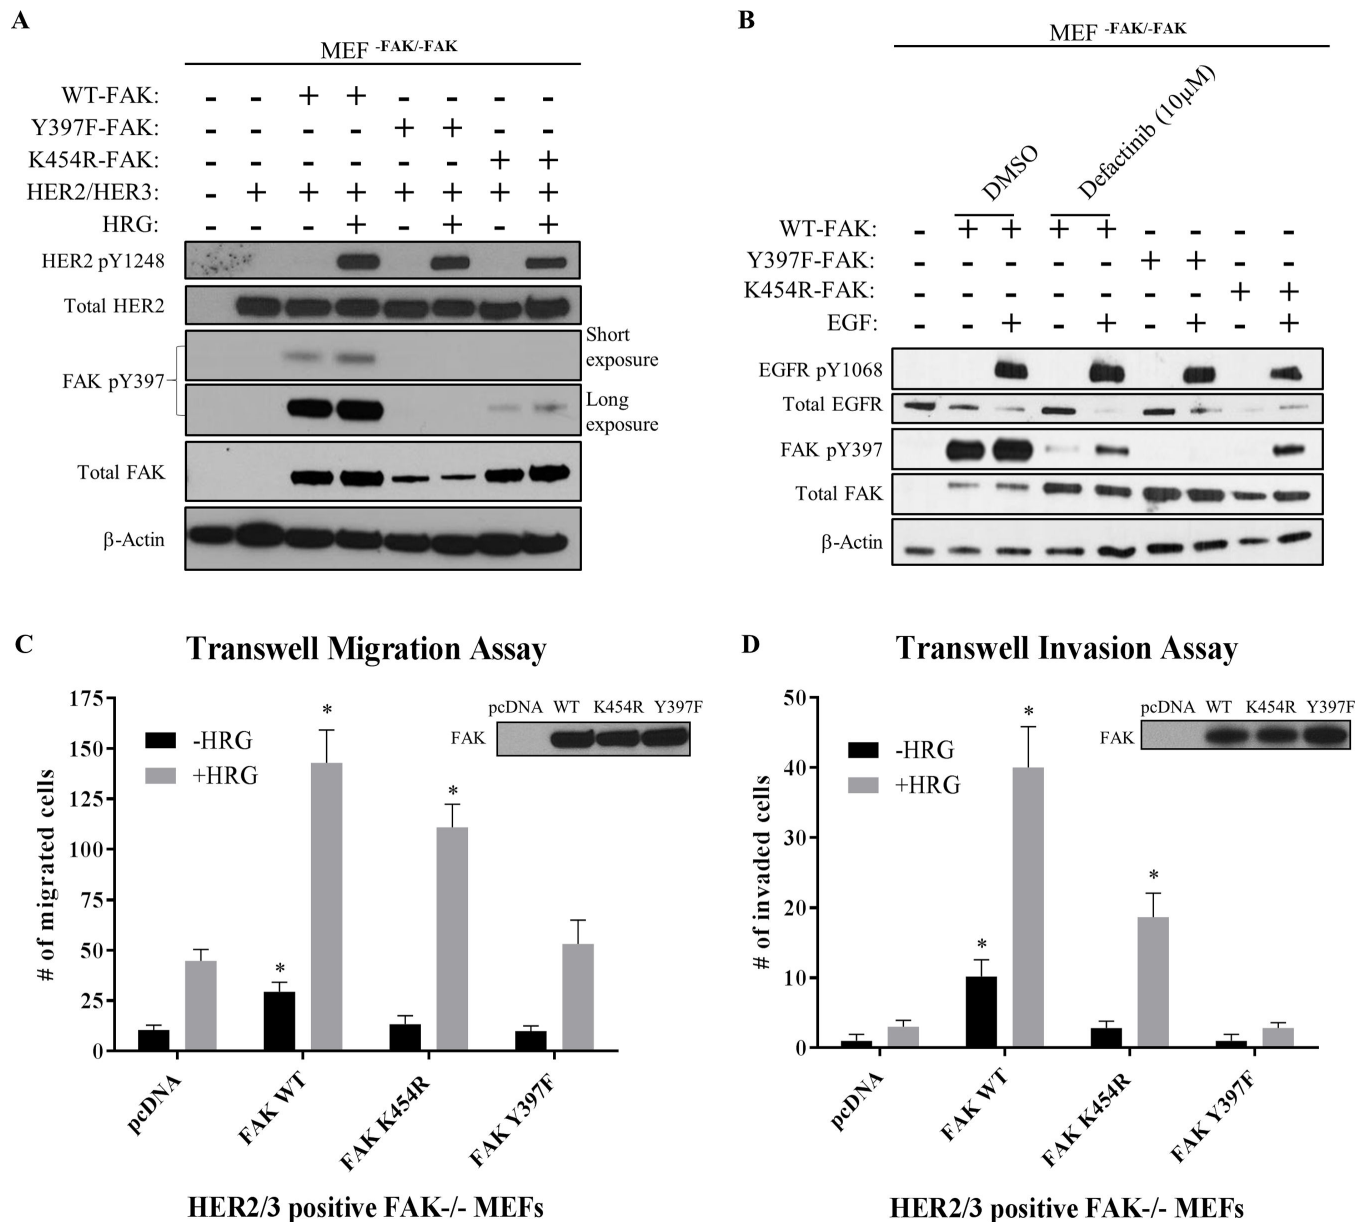 A
MEF -FAK/-FAK
WT-FAK: - - + + - - - -
Y397F-FAK: - - - - + + - -
K454R-FAK: - - - - - - + +
HER2/HER3: - + + + + + + +
HRG: - - - + - + - +
HER2 pY1248
Total HER2
FAK pY397
Short
exposure
Long
exposure
Total FAK
β-Actin
B
MEF -FAK/-FAK
DMSO
Defactinib (10µM)
WT-FAK: - + + + + - - - -
Y397F-FAK: - - - - - + + - -
K454R-FAK: - - - - - - - + +
EGF: - - + - + - + - +
EGFR pY1068
Total EGFR
FAK pY397
Total FAK
β-Actin
C
Transwell Migration Assay
# of migrated cells
175
150
125
100
75
50
25
0
-HRG
+HRG
* * *
pcDNA WT K454R Y397F
FAK
pcDNA
FAK WT
FAK K454R
FAK Y397F
HER2/3 positive FAK-/- MEFs
D
Transwell Invasion Assay
# of invaded cells
50
40
30
20
10
0
-HRG
+HRG
* * *
pcDNA WT K454R Y397F
FAK
pcDNA
FAK WT
FAK K454R
FAK Y397F
HER2/3 positive FAK-/- MEFs